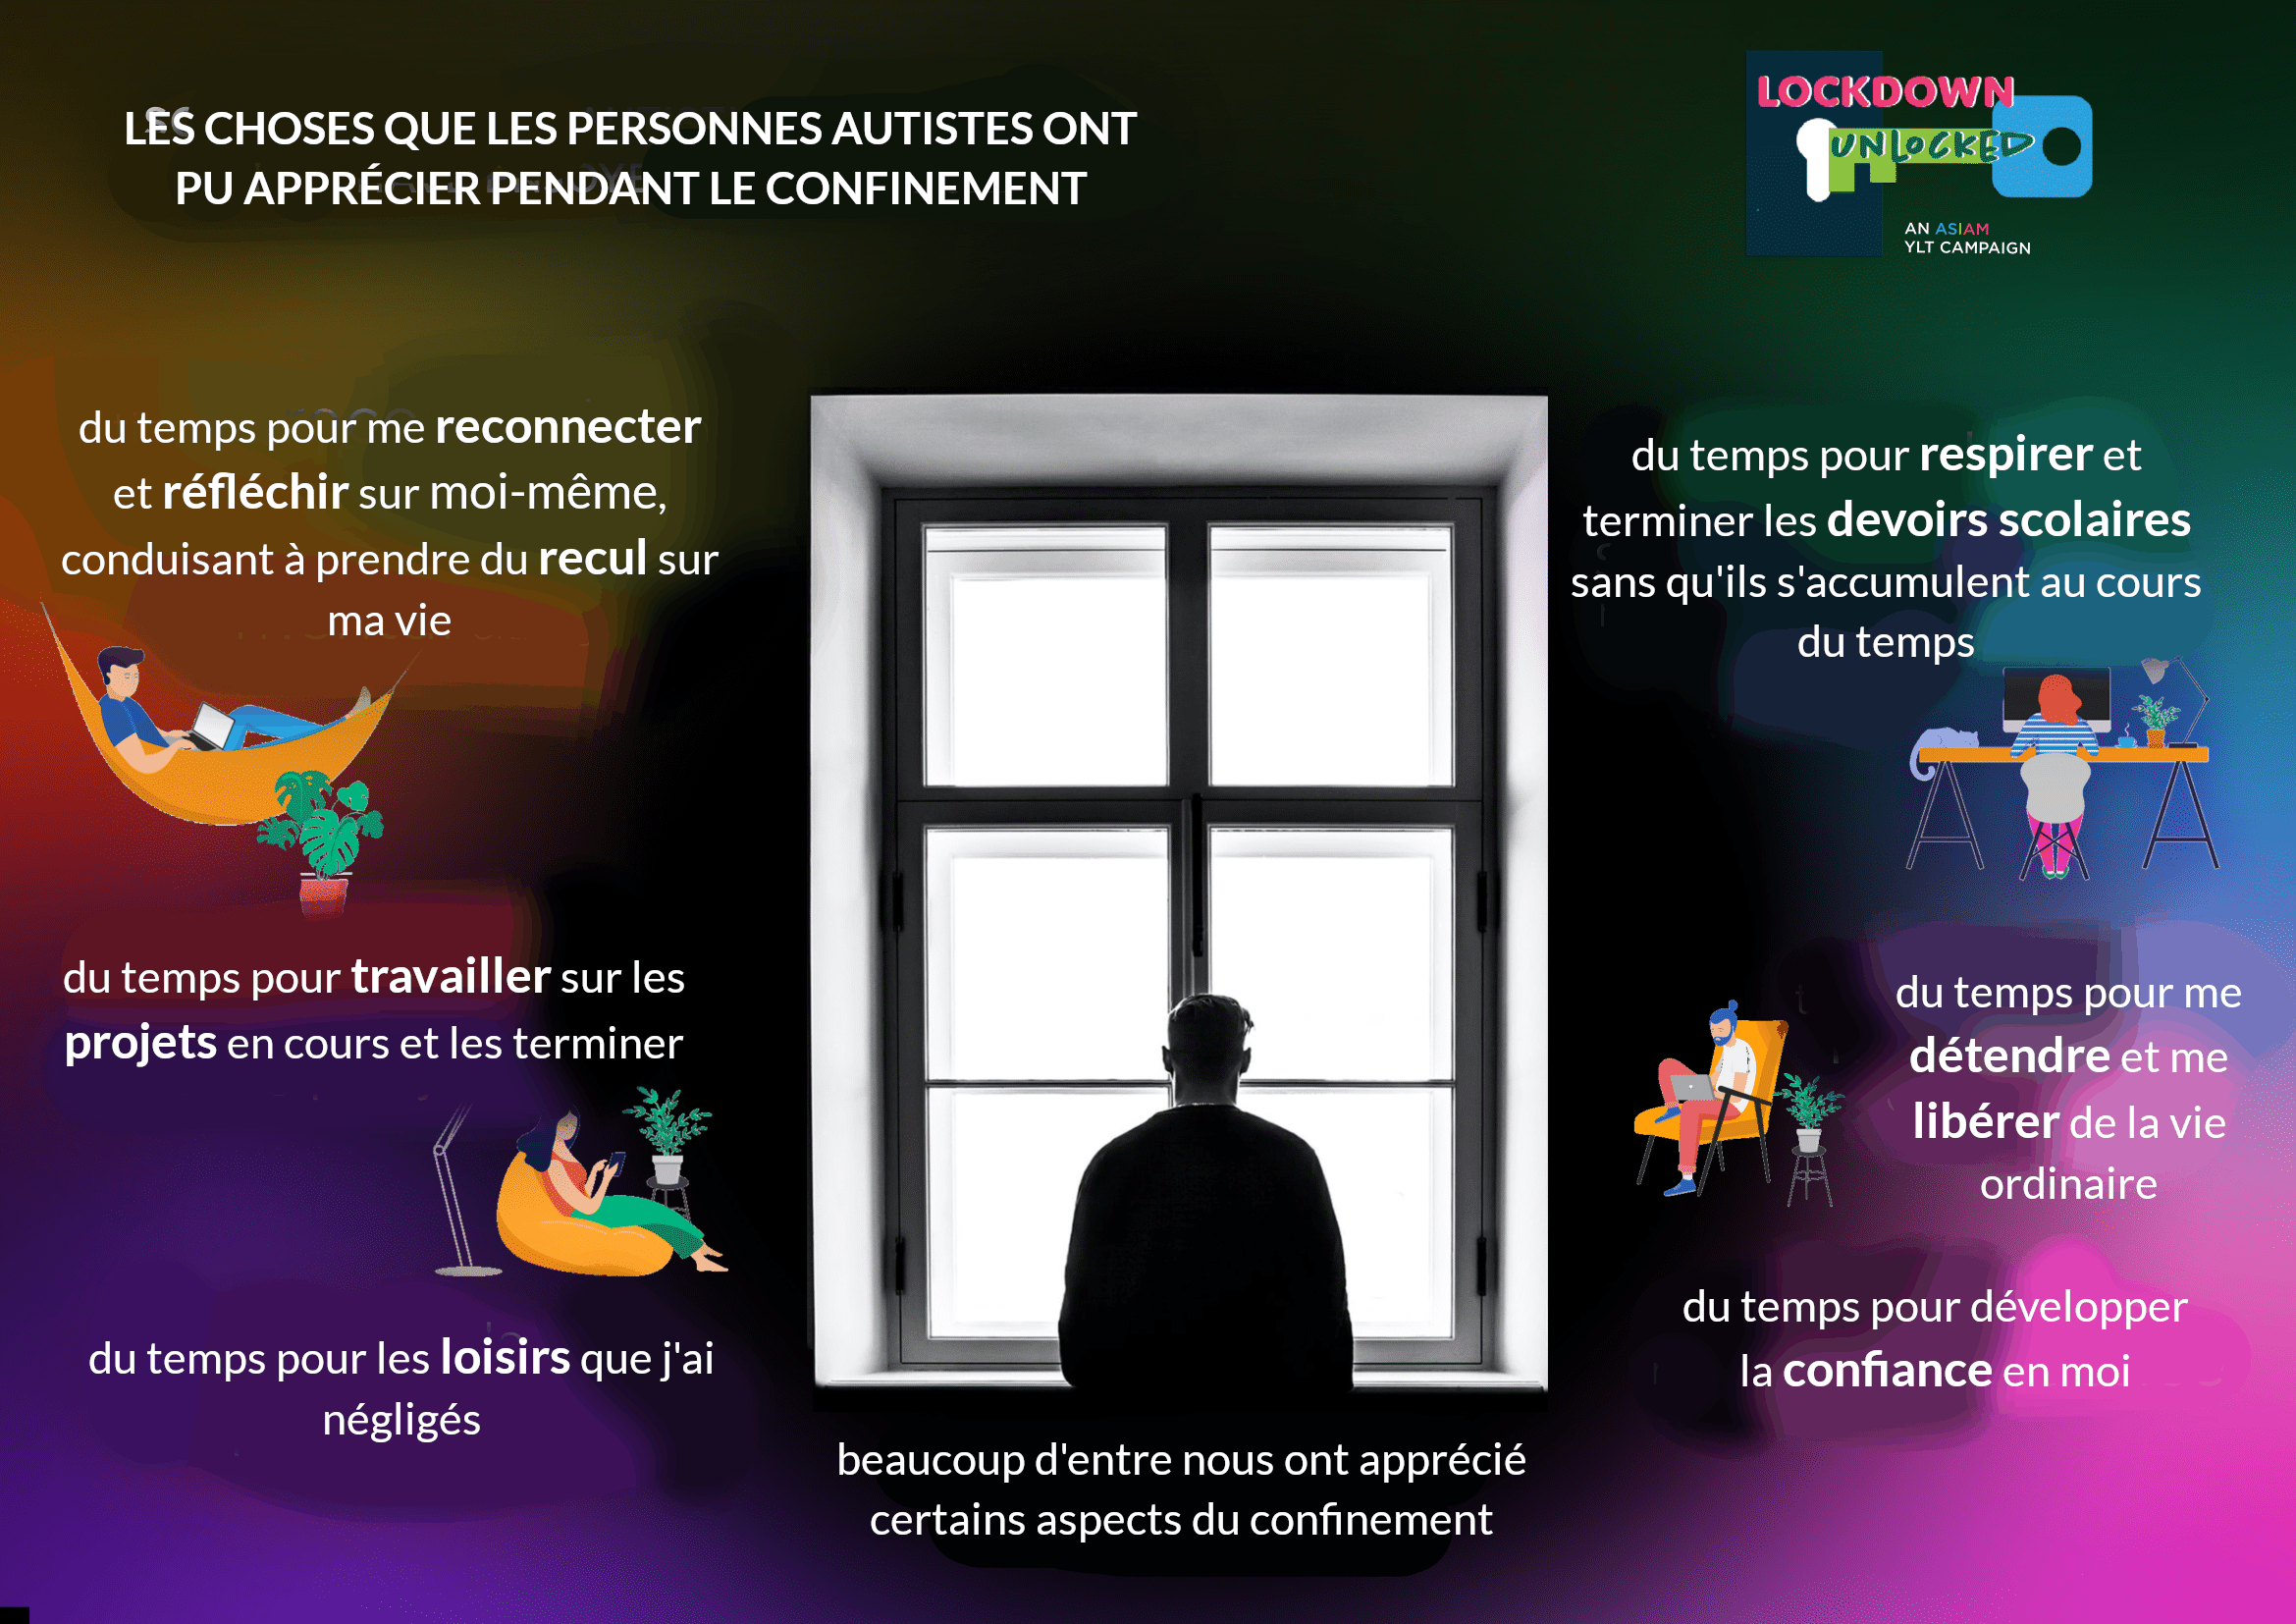 LES CHOSES QUE LES PERSONNES AUTISTES ONT
PU APPRÉCIER PENDANT LE CONFINEMENT
LOCKDOWN
UNLOCKED
AN ASIAM
YLT CAMPAIGN
du temps pour me reconnecter
et réfléchir sur moi-même,
conduisant à prendre du recul sur
ma vie
du temps pour travailler sur les
projets en cours et les terminer
du temps pour les loisirs que j'ai
négligés
du temps pour respirer et
terminer les devoirs scolaires
sans qu'ils s'accumulent au cours
du temps
du temps pour me
détendre et me
libérer de la vie
ordinaire
du temps pour développer
la confiance en moi
beaucoup d'entre nous ont apprécié
certains aspects du confinement